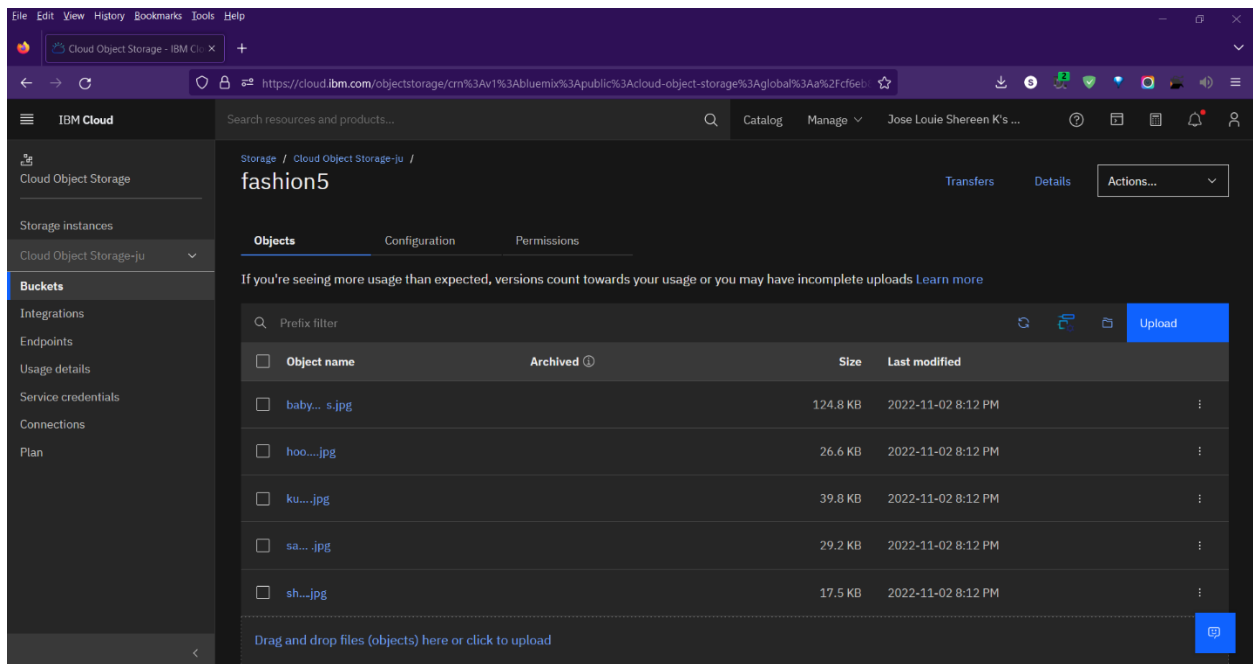 File Edit View History Bookmarks Tools Help
Cloud Object Storage - IBM Clo
https://cloud.ibm.com/objectstorage/crn%3Av1%3Abluemix%3Apublic%3Acloud-object-storage%3Aglobal%3Aa%2Fcf6eb
S
2
IBM Cloud
Search resources and products...
Catalog
Manage
Jose Louie Shereen K's ...
Cloud Object Storage
Storage instances
Cloud Object Storage-ju
Buckets
Integrations
Endpoints
Usage details
Service credentials
Connections
Plan
Storage / Cloud Object Storage-ju /
fashion5
Transfers
Details
Actions...
Objects Configuration Permissions
If you're seeing more usage than expected, versions count towards your usage or you may have incomplete uploads Learn more
Prefix filter
Upload
Object name Archived Size Last modified
baby... s.jpg 124.8 KB 2022-11-02 8:12 PM
hoo....jpg 26.6 KB 2022-11-02 8:12 PM
ku....jpg 39.8 KB 2022-11-02 8:12 PM
sa... .jpg 29.2 KB 2022-11-02 8:12 PM
sh...jpg 17.5 KB 2022-11-02 8:12 PM
Drag and drop files (objects) here or click to upload